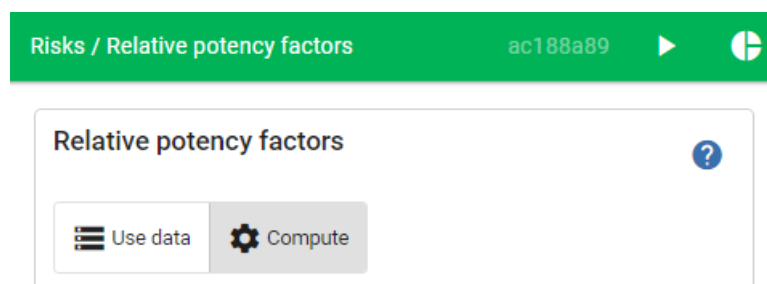 Risks / Relative potency factors ac188a89
Relative potency factors
Use data Compute